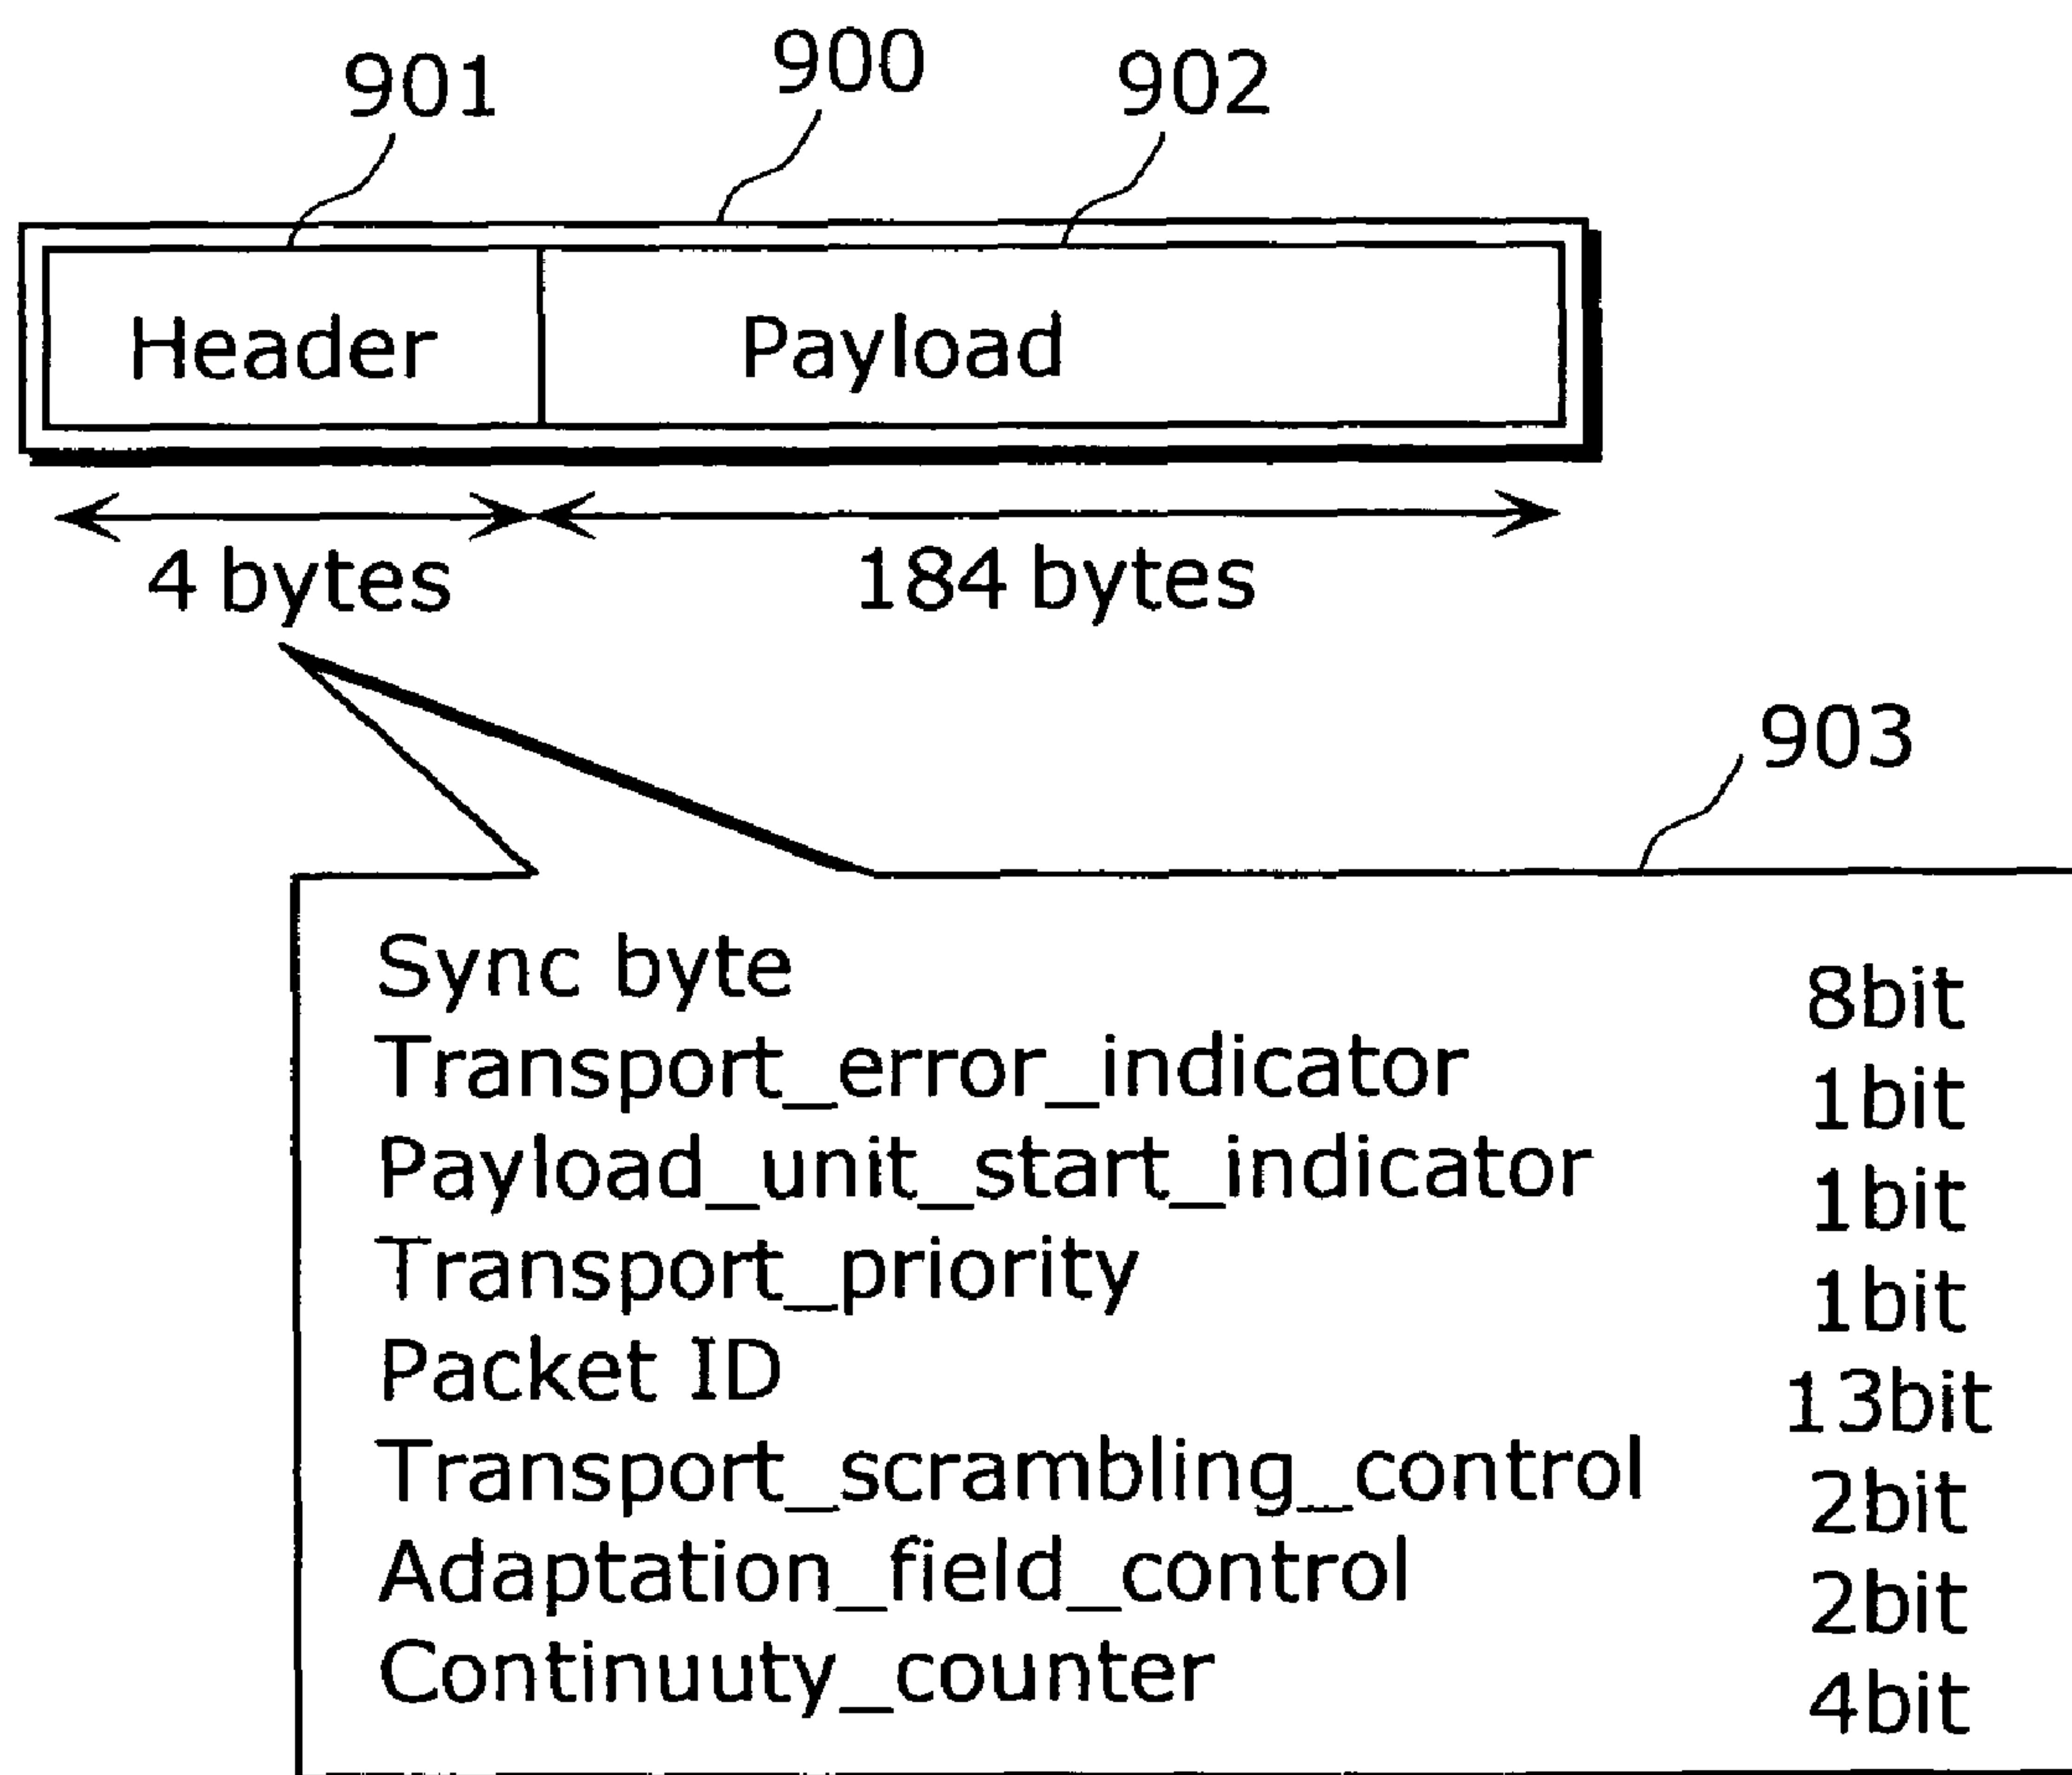 901 900 902
Header Payload
4 bytes 184 bytes
903
Sync byte 8bit
Transport_error_indicator 1bit
Payload_unit_start_indicator 1bit
Transport_priority 1bit
Packet ID 13bit
Transport_scrambling_control 2bit
Adaptation_field_control 2bit
Continuuty_counter 4bit